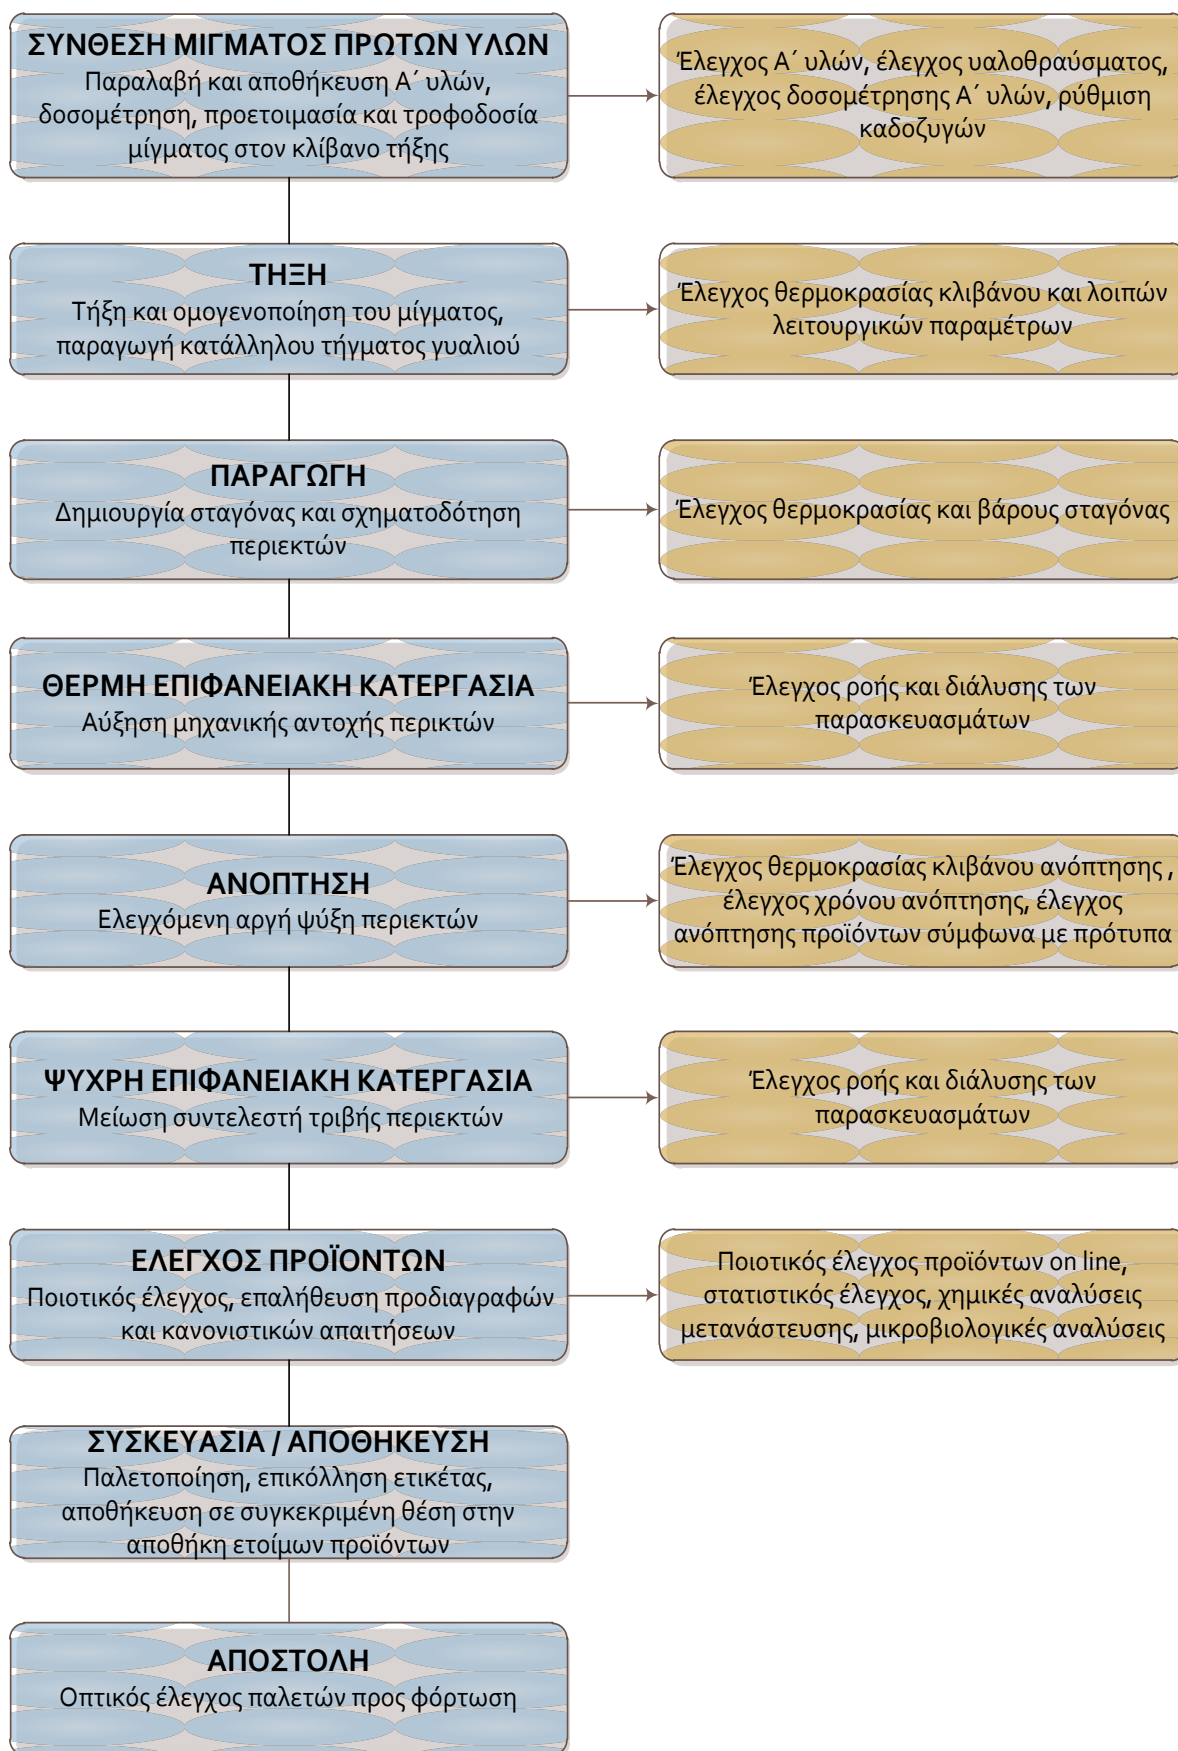 ΣΥΝΘΕΣΗ ΜΙΓΜΑΤΟΣ ΠΡΩΤΩΝ ΥΛΩΝ
Παραλαβή και αποθήκευση Α΄ υλών,
δοσομέτρηση, προετοιμασία και τροφοδοσία
μίγματος στον κλίβανο τήξης
Έλεγχος Α΄ υλών, έλεγχος υαλοθραύσματος,
έλεγχος δοσομέτρησης Α΄ υλών, ρύθμιση
καδοζυγών
ΤΗΞΗ
Τήξη και ομογενοποίηση του μίγματος,
παραγωγή κατάλληλου τήγματος γυαλιού
Έλεγχος θερμοκρασίας κλιβάνου και λοιπών
λειτουργικών παραμέτρων
ΠΑΡΑΓΩΓΗ
Δημιουργία σταγόνας και σχηματοδότηση
περιεκτών
Έλεγχος θερμοκρασίας και βάρους σταγόνας
ΘΕΡΜΗ ΕΠΙΦΑΝΕΙΑΚΗ ΚΑΤΕΡΓΑΣΙΑ
Αύξηση μηχανικής αντοχής περικτών
Έλεγχος ροής και διάλυσης των
παρασκευασμάτων
ΑΝΟΠΤΗΣΗ
Ελεγχόμενη αργή ψύξη περιεκτών
Έλεγχος θερμοκρασίας κλιβάνου ανόπτησης ,
έλεγχος χρόνου ανόπτησης, έλεγχος
ανόπτησης προϊόντων σύμφωνα με πρότυπα
ΨΥΧΡΗ ΕΠΙΦΑΝΕΙΑΚΗ ΚΑΤΕΡΓΑΣΙΑ
Μείωση συντελεστή τριβής περιεκτών
Έλεγχος ροής και διάλυσης των
παρασκευασμάτων
ΕΛΕΓΧΟΣ ΠΡΟΪΟΝΤΩΝ
Ποιοτικός έλεγχος, επαλήθευση προδιαγραφών
και κανονιστικών απαιτήσεων
Ποιοτικός έλεγχος προϊόντων on line,
στατιστικός έλεγχος, χημικές αναλύσεις
μετανάστευσης, μικροβιολογικές αναλύσεις
ΣΥΣΚΕΥΑΣΙΑ / ΑΠΟΘΗΚΕΥΣΗ
Παλετοποίηση, επικόλληση ετικέτας,
αποθήκευση σε συγκεκριμένη θέση στην
αποθήκη ετοίμων προϊόντων
ΑΠΟΣΤΟΛΗ
Οπτικός έλεγχος παλετών προς φόρτωση